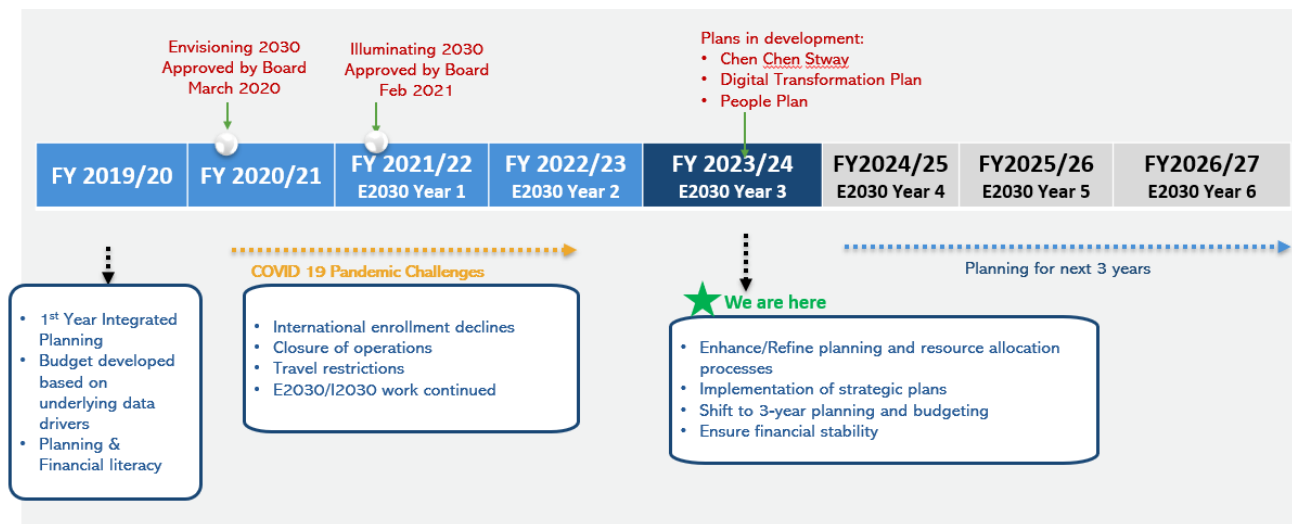 Envisioning 2030
Approved by Board
March 2020
Illuminating 2030
Approved by Board
Feb 2021
Plans in development:
• Chen Chen Stway
• Digital Transformation Plan
• People Plan
FY 2019/20
FY 2020/21
FY 2021/22
E2030 Year 1
FY 2022/23
E2030 Year 2
FY 2023/24
E2030 Year 3
FY2024/25
E2030 Year 4
FY2025/26
E2030 Year 5
FY2026/27
E2030 Year 6
• 1st Year Integrated
Planning
• Budget developed
based on
underlying data
drivers
• Planning &
Financial literacy
COVID 19 Pandemic Challenges
• International enrollment declines
• Closure of operations
• Travel restrictions
• E2030/I2030 work continued
We are here
• Enhance/Refine planning and resource allocation
processes
• Implementation of strategic plans
• Shift to 3-year planning and budgeting
• Ensure financial stability
Planning for next 3 years